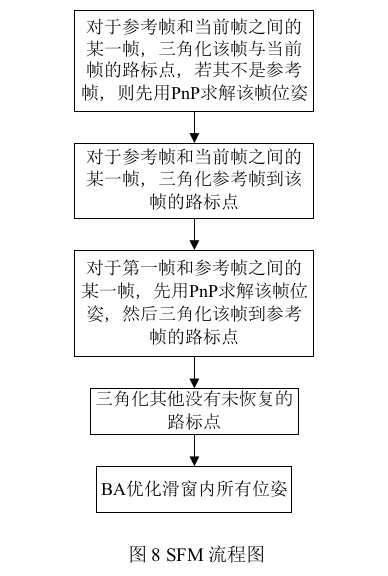 对于参考帧和当前帧之间的
某一帧，三角化该帧与当前
帧的路标点，若其不是参考
帧，则先用PnP求解该帧位姿
对于参考帧和当前帧之间的
某一帧，三角化参考帧到该
帧的路标点
对于第一帧和参考帧之间的
某一帧，先用PnP求解该帧位
姿，然后三角化该帧到参考
帧的路标点
三角化其他没有未恢复的
路标点
BA优化滑窗内所有位姿
图 8 SFM 流程图